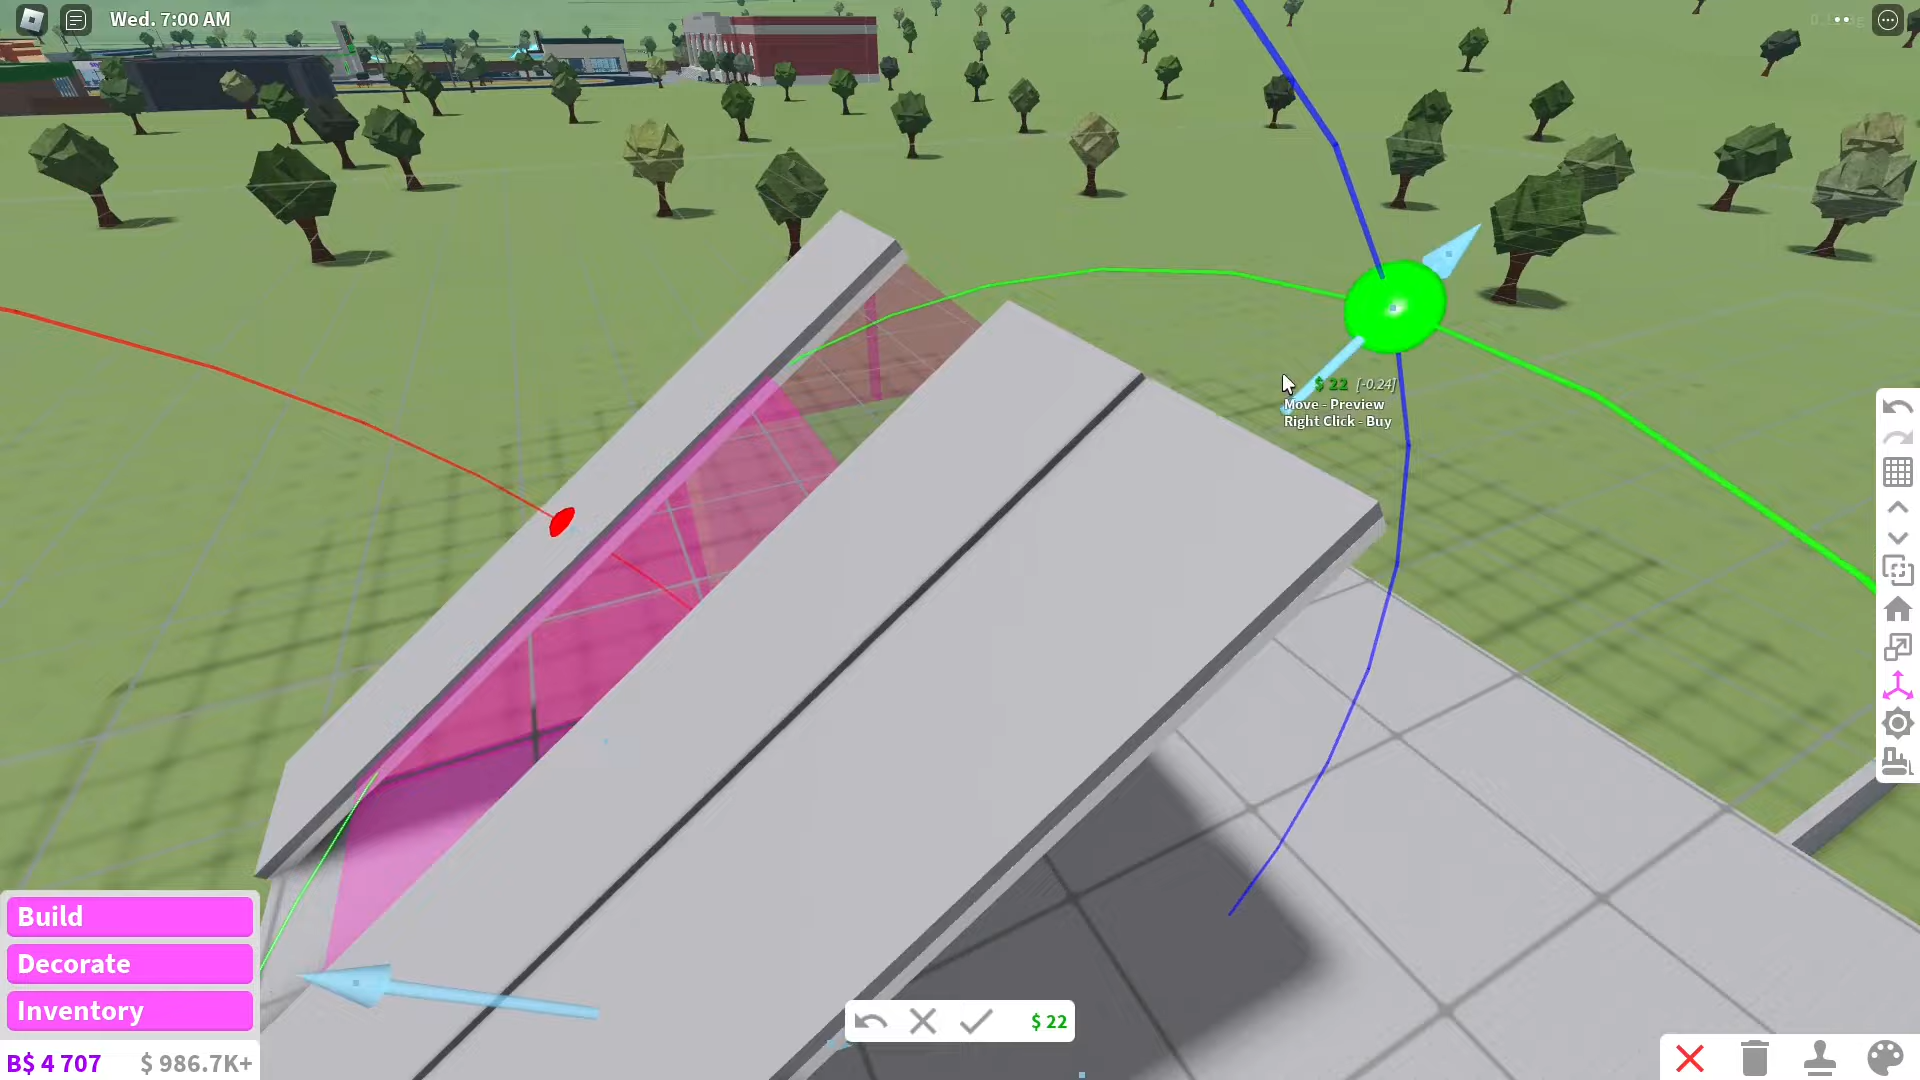 Wed. 7:00 AM
$ 22 [-0.24]
Move - Preview
Right Click - Buy
Build
Decorate
Inventory
B$ 4 707 $ 986.7K+
$ 22